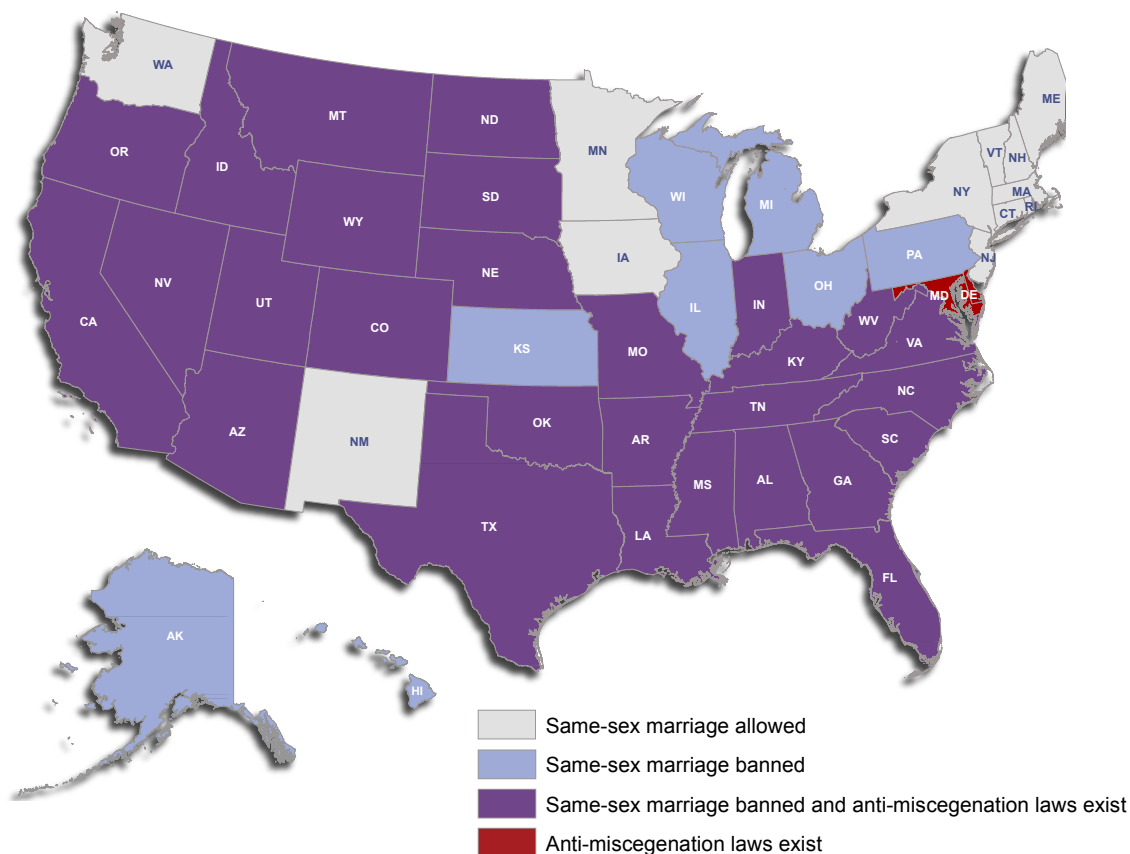 WA
MT
ND
MN
ME
OR
ID
SD
WI
VT
NH
NY
MA
WY
MI
CT
RI
IA
PA
NE
NJ
NV
OH
UT
IL
IN
MD
DE
CA
CO
WV
KS
MO
VA
KY
NC
TN
AZ
OK
NM
AR
SC
MS
AL
GA
TX
LA
FL
AK
HI
Same-sex marriage allowed
Same-sex marriage banned
Same-sex marriage banned and anti-miscegenation laws exist
Anti-miscegenation laws exist